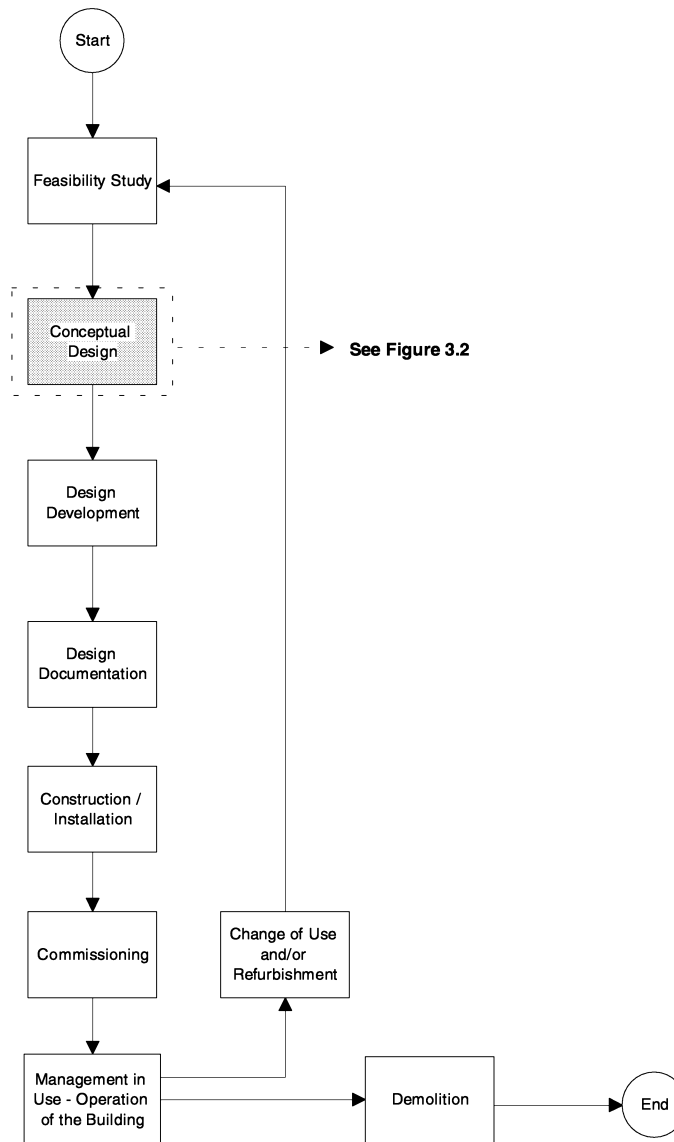 Start
Feasibility Study
Conceptual
Design
See Figure 3.2
Design
Development
Design
Documentation
Construction /
Installation
Commissioning
Change of Use
and/or
Refurbishment
Management in
Use - Operation
of the Building
Demolition
End